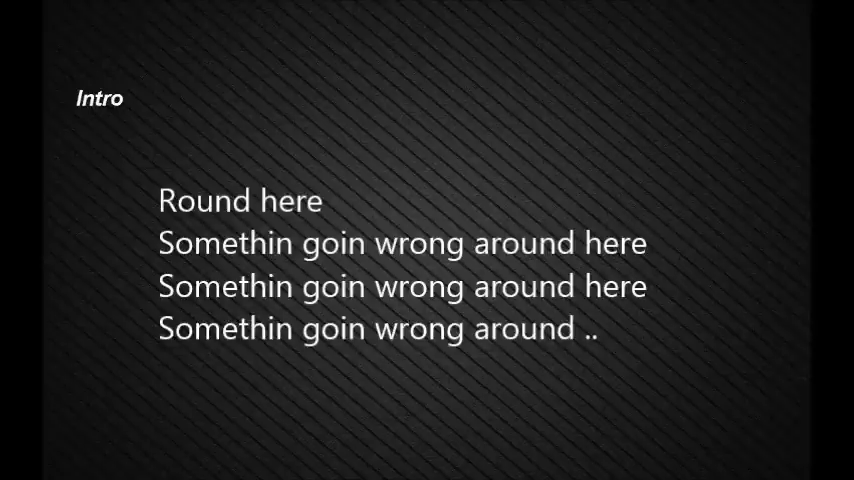 Intro
Round here
Somethin goin wrong around here
Somethin goin wrong around here
Somethin goin wrong around ..